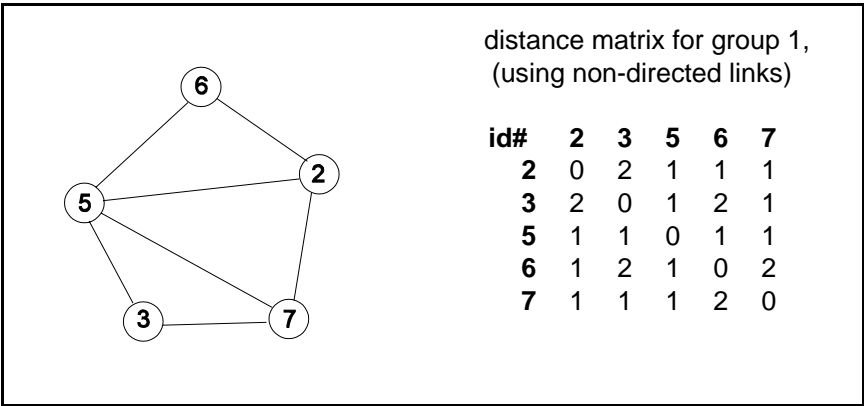 6
2
5
3
7
distance matrix for group 1,
(using non-directed links)
id# 2 3 5 6 7
2 0 2 1 1 1
3 2 0 1 2 1
5 1 1 0 1 1
6 1 2 1 0 2
7 1 1 1 2 0